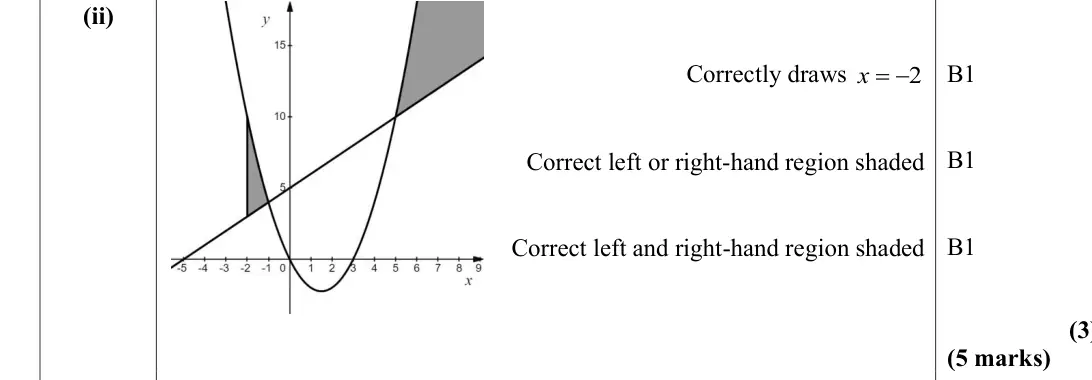 (ii)
y
15
10
5
-5 -4 -3 -2 -1 0 1 2 3 4 5 6 7 8 9
x
Correctly draws x = −2 B1
Correct left or right-hand region shaded B1
Correct left and right-hand region shaded B1
(3)
(5 marks)